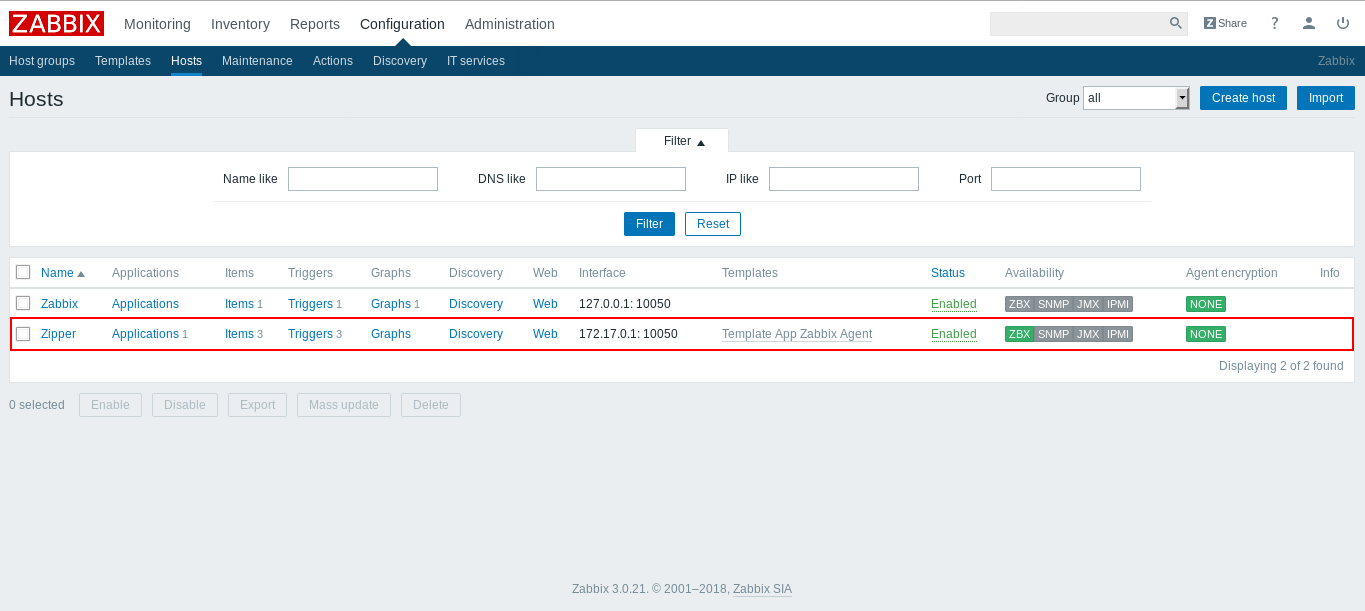 ZABBIX Monitoring Inventory Reports Configuration Administration Z Share ?
Host groups Templates Hosts Maintenance Actions Discovery IT services Zabbix
Hosts Group all Create host Import
Filter
Name like DNS like IP like Port
Filter Reset
Name Applications Items Triggers Graphs Discovery Web Interface Templates Status Availability Agent encryption Info
Zabbix Applications Items 1 Triggers 1 Graphs 1 Discovery Web 127.0.0.1: 10050 Enabled ZBX SNMP JMX IPMI NONE
Zipper Applications 1 Items 3 Triggers 3 Graphs Discovery Web 172.17.0.1: 10050 Template App Zabbix Agent Enabled ZBX SNMP JMX IPMI NONE
Displaying 2 of 2 found
0 selected Enable Disable Export Mass update Delete
Zabbix 3.0.21. © 2001–2018, Zabbix SIA